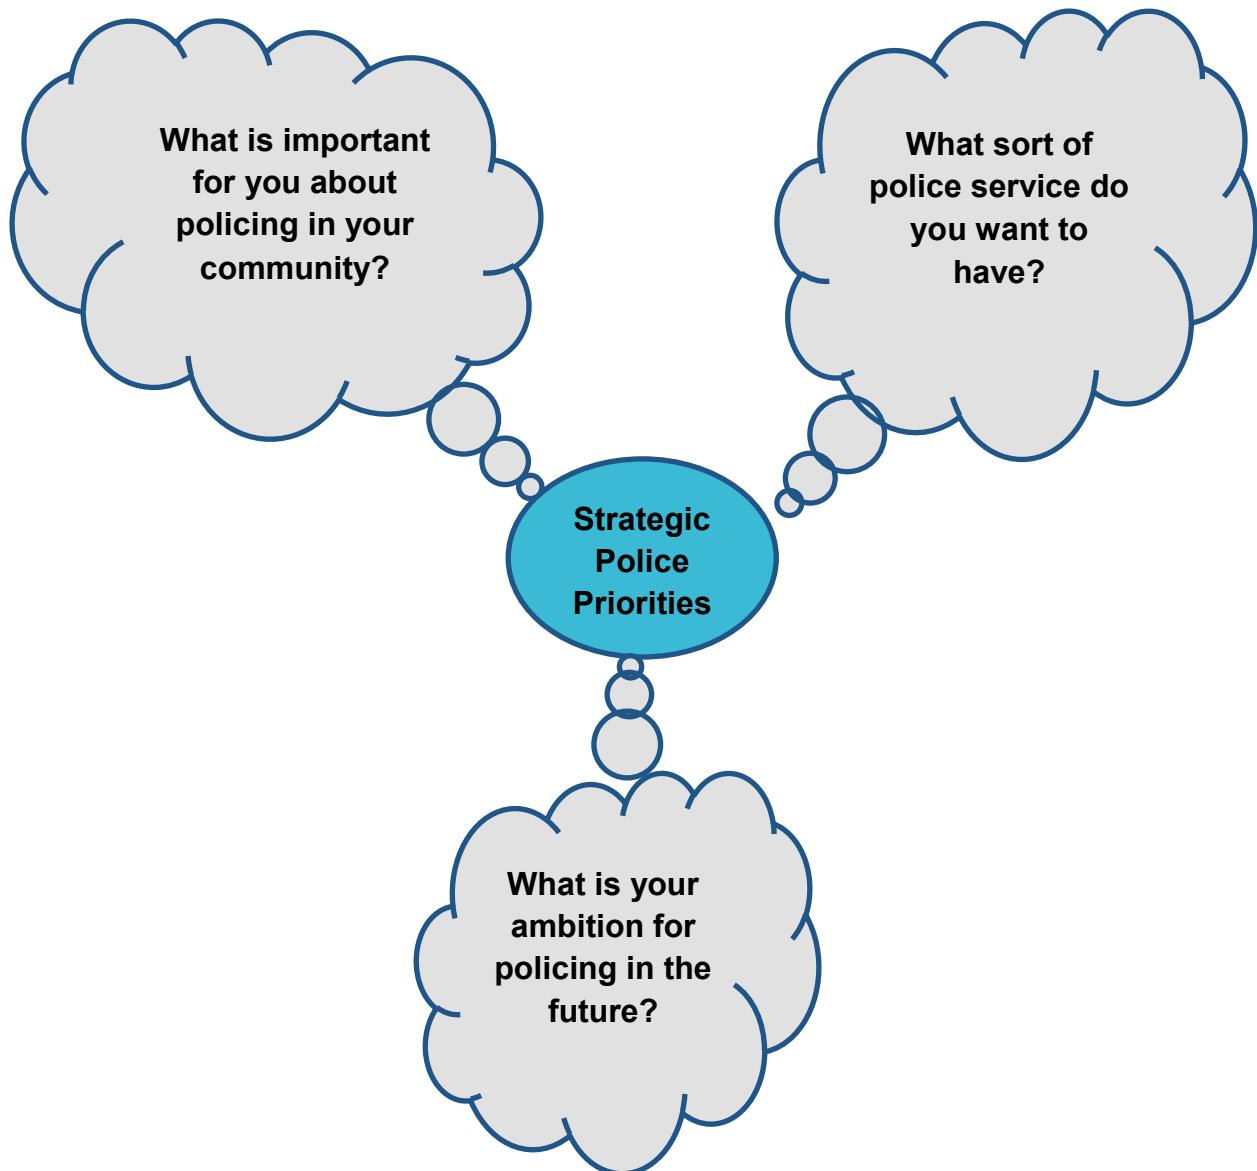 What is important
for you about
policing in your
community?
What sort of
police service do
you want to
have?
Strategic
Police
Priorities
What is your
ambition for
policing in the
future?